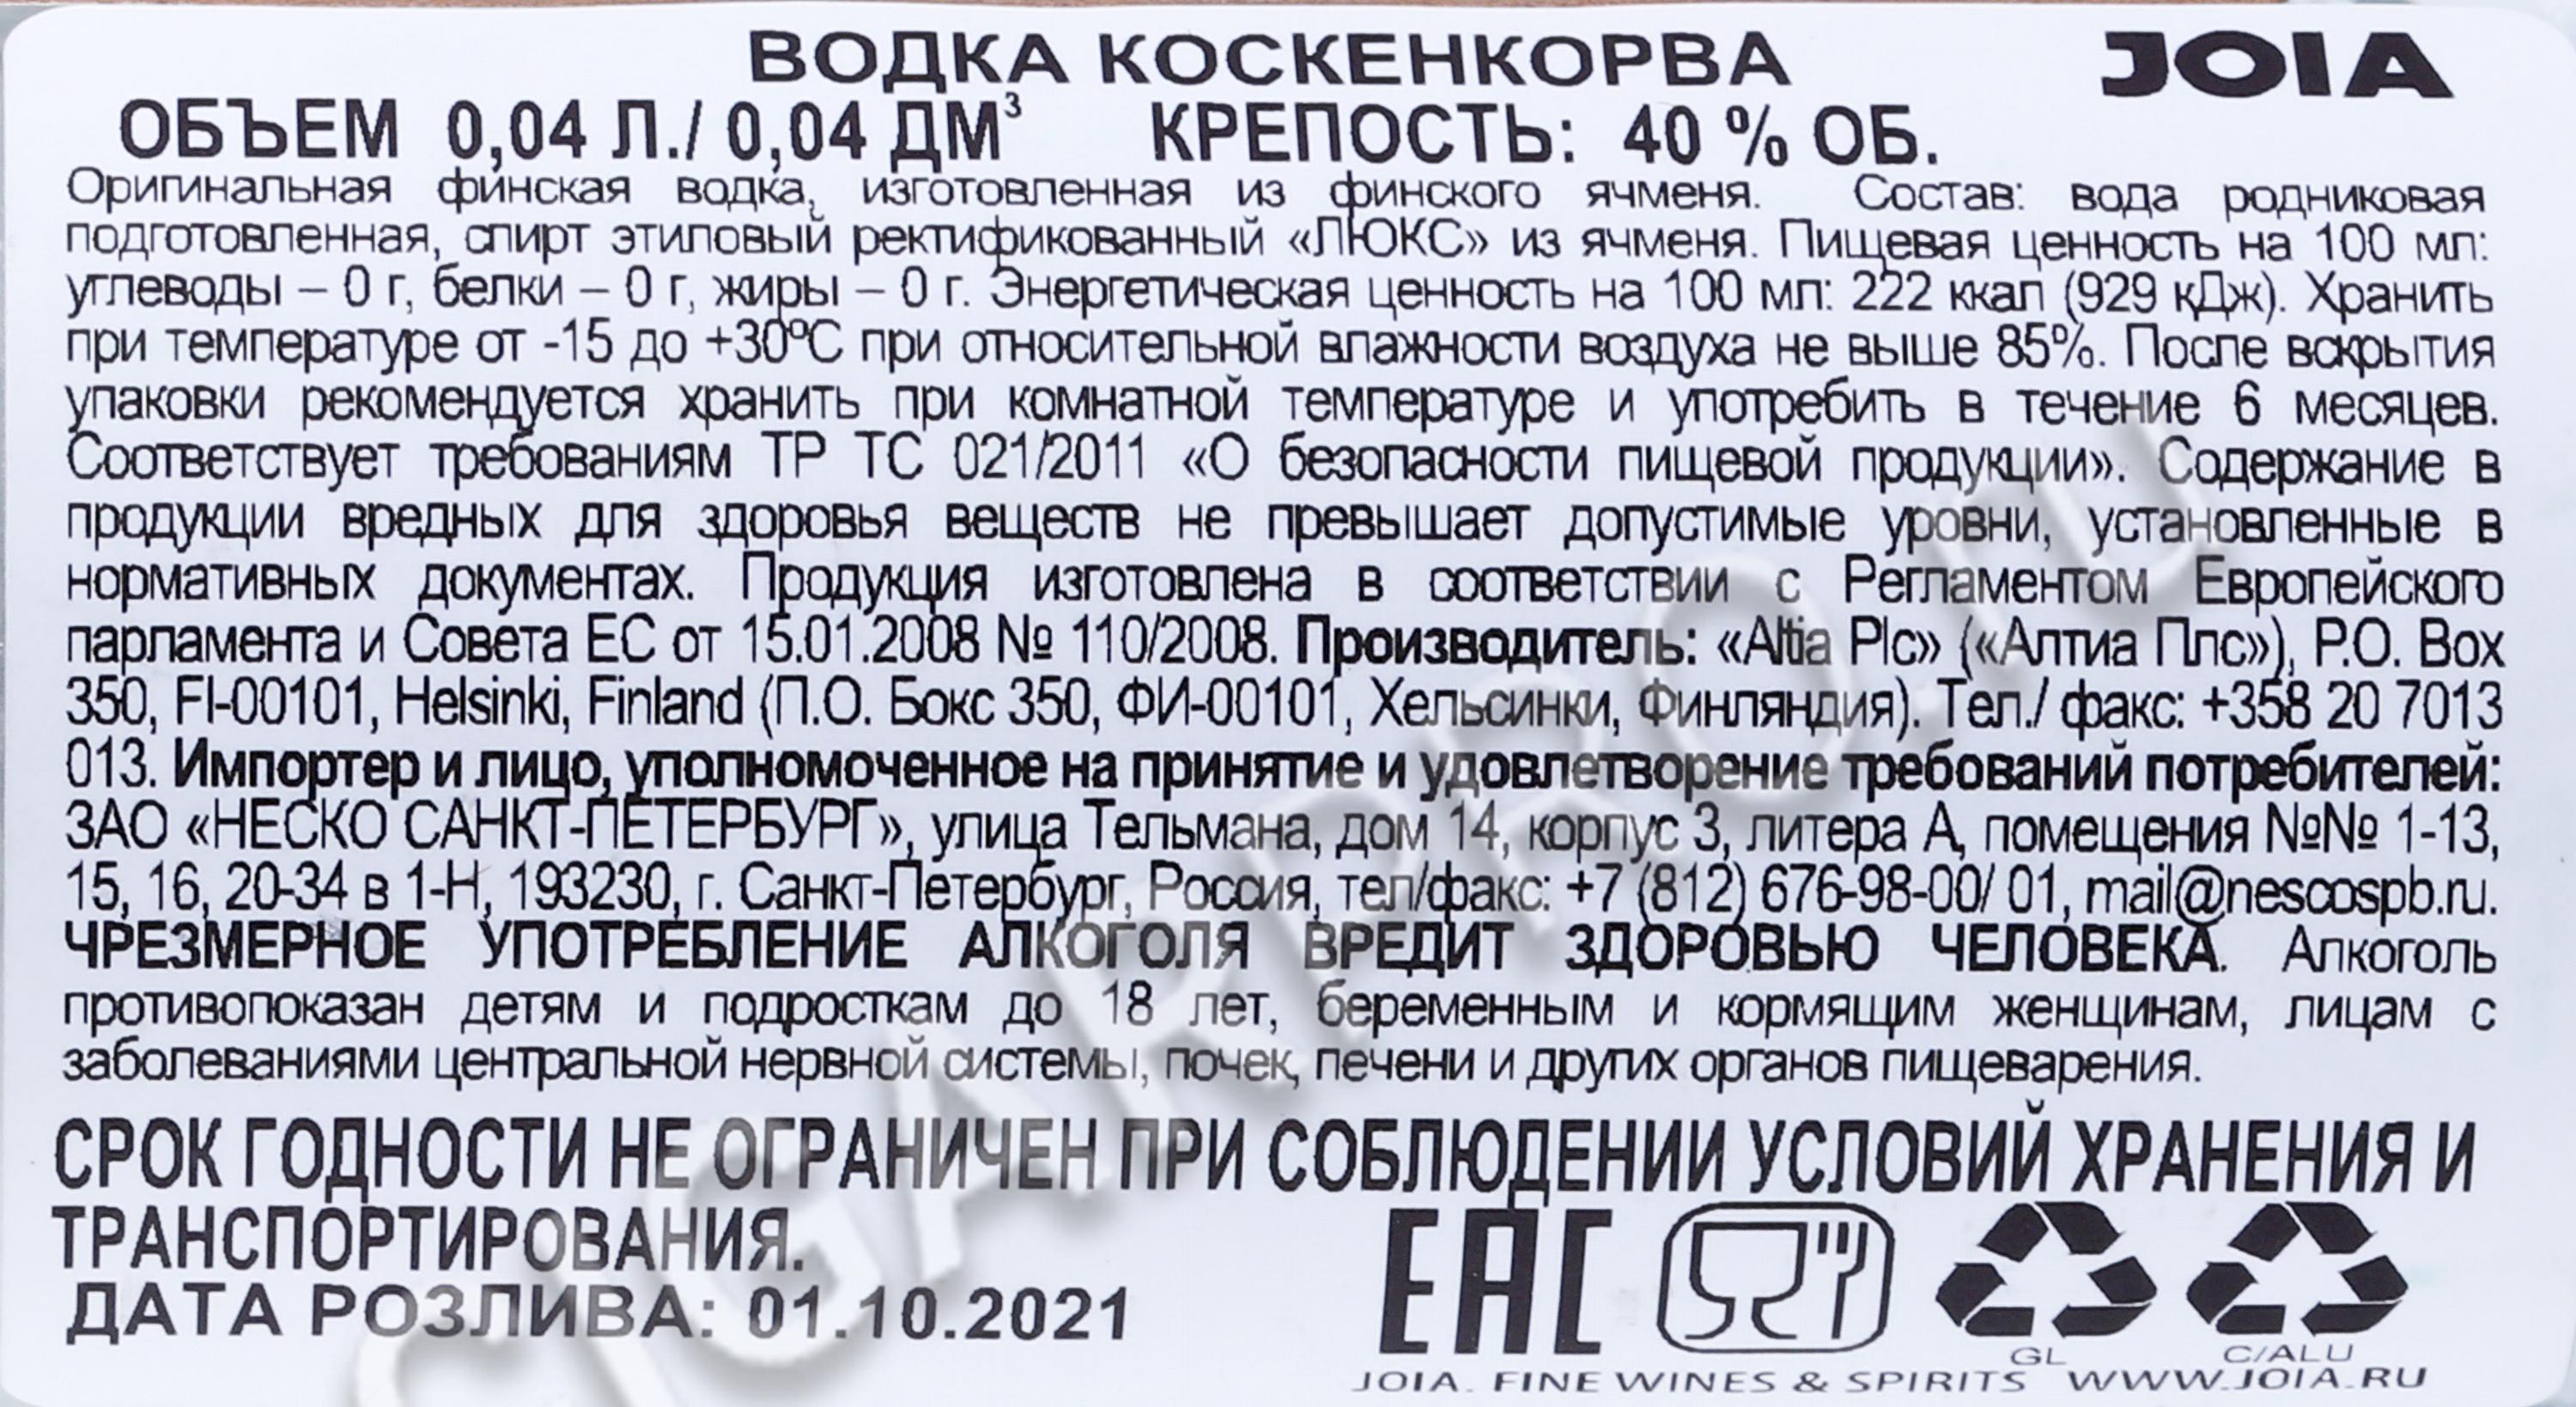 ВОДКА КОСКЕНКОРВА
JOIA
ОБЪЕМ 0,04 Л./ 0,04 ДМ³ КРЕПОСТЬ: 40 % ОБ.
Оригинальная финская водка, изготовленная из финского ячменя. Состав: вода родниковая
подготовленная, спирт этиловый ректификованный «ЛЮКС» из ячменя. Пищевая ценность на 100 мл:
углеводы – 0 г, белки – 0 г, жиры – 0 г. Энергетическая ценность на 100 мл: 222 ккал (929 кДж). Хранить
при температуре от -15 до +30ºС при относительной влажности воздуха не выше 85%. После вскрытия
упаковки рекомендуется хранить при комнатной температуре и употребить в течение 6 месяцев.
Соответствует требованиям ТР ТС 021/2011 «О безопасности пищевой продукции». Содержание в
продукции вредных для здоровья веществ не превышает допустимые уровни, установленные в
нормативных документах. Продукция изготовлена в соответствии с Регламентом Европейского
парламента и Совета ЕС от 15.01.2008 № 110/2008. Производитель: «Altia Plc» («Алтиа Плс»), P.O. Box
350, FI-00101, Helsinki, Finland (П.О. Бокс 350, ФИ-00101, Хельсинки, Финляндия). Тел./ факс: +358 20 7013
013. Импортер и лицо, уполномоченное на принятие и удовлетворение требований потребителей:
ЗАО «НЕСКО САНКТ-ПЕТЕРБУРГ», улица Тельмана, дом 14, корпус 3, литера А, помещения №№ 1-13,
15, 16, 20-34 в 1-Н, 193230, г. Санкт-Петербург, Россия, тел/факс: +7 (812) 676-98-00/ 01, mail@nescospb.ru.
ЧРЕЗМЕРНОЕ УПОТРЕБЛЕНИЕ АЛКОГОЛЯ ВРЕДИТ ЗДОРОВЬЮ ЧЕЛОВЕКА. Алкоголь
противопоказан детям и подросткам до 18 лет, беременным и кормящим женщинам, лицам с
заболеваниями центральной нервной системы, почек, печени и других органов пищеварения.
СРОК ГОДНОСТИ НЕ ОГРАНИЧЕН ПРИ СОБЛЮДЕНИИ УСЛОВИЙ ХРАНЕНИЯ И
ТРАНСПОРТИРОВАНИЯ.
ДАТА РОЗЛИВА: 01.10.2021
EAC
GL C/ALU
JOIA. FINE WINES & SPIRITS WWW.JOIA.RU
CIGARPRO.ru